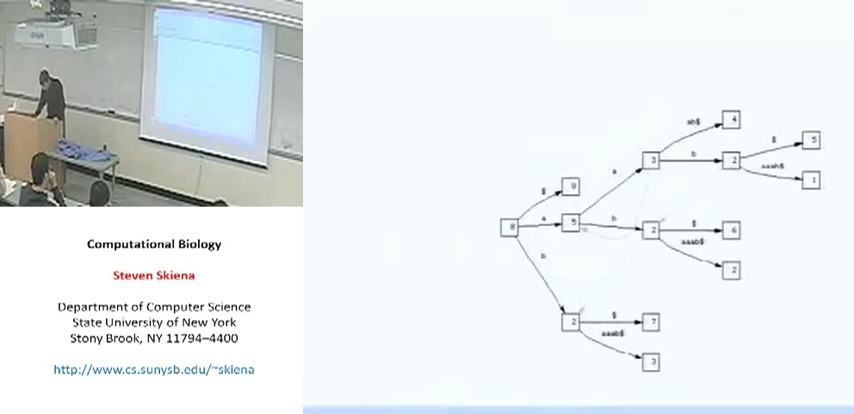 Computational Biology
Steven Skiena
Department of Computer Science
State University of New York
Stony Brook, NY 11794–4400
http://www.cs.sunysb.edu/~skiena
ab$
4
$
5
3
b
2
a
aaab$
1
$
a
5
b
2
$
6
8
aaab$
2
b
2
$
7
aaab$
3